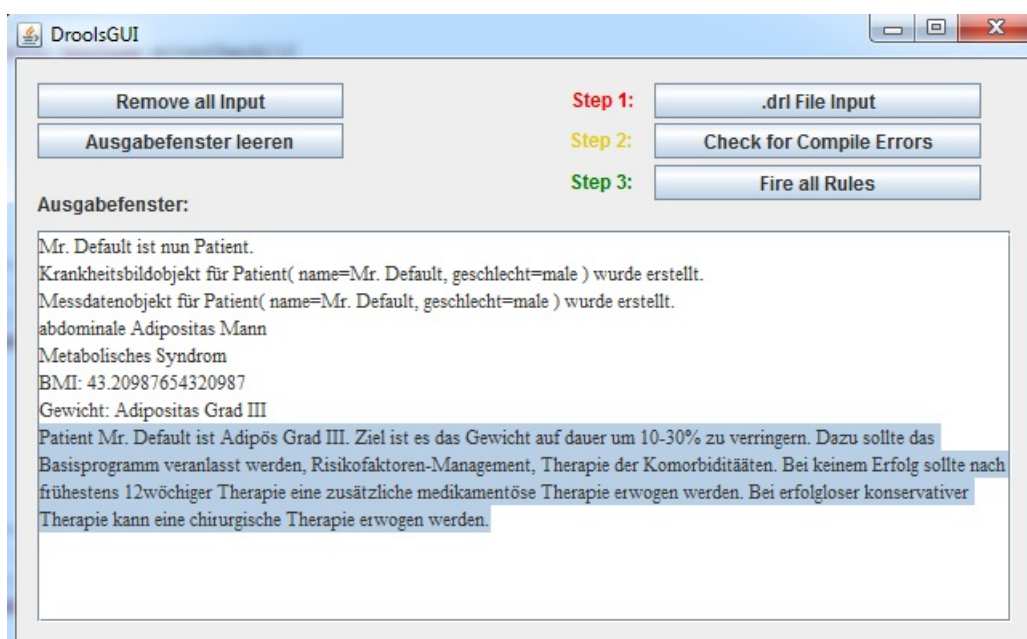 DroolsGUI
Remove all Input
Step 1:
.drl File Input
Ausgabefenster leeren
Step 2:
Check for Compile Errors
Step 3:
Fire all Rules
Ausgabefenster:
Mr. Default ist nun Patient.
Krankheitsbildobjekt für Patient( name=Mr. Default, geschlecht=male ) wurde erstellt.
Messdatenobjekt für Patient( name=Mr. Default, geschlecht=male ) wurde erstellt.
abdominale Adipositas Mann
Metabolisches Syndrom
BMI: 43.20987654320987
Gewicht: Adipositas Grad III
Patient Mr. Default ist Adipös Grad III. Ziel ist es das Gewicht auf dauer um 10-30% zu verringern. Dazu sollte das
Basisprogramm veranlasst werden, Risikofaktoren-Management, Therapie der Komorbiditääten. Bei keinem Erfolg sollte nach
frühestens 12wöchiger Therapie eine zusätzliche medikamentöse Therapie erwogen werden. Bei erfolgloser konservativer
Therapie kann eine chirurgische Therapie erwogen werden.